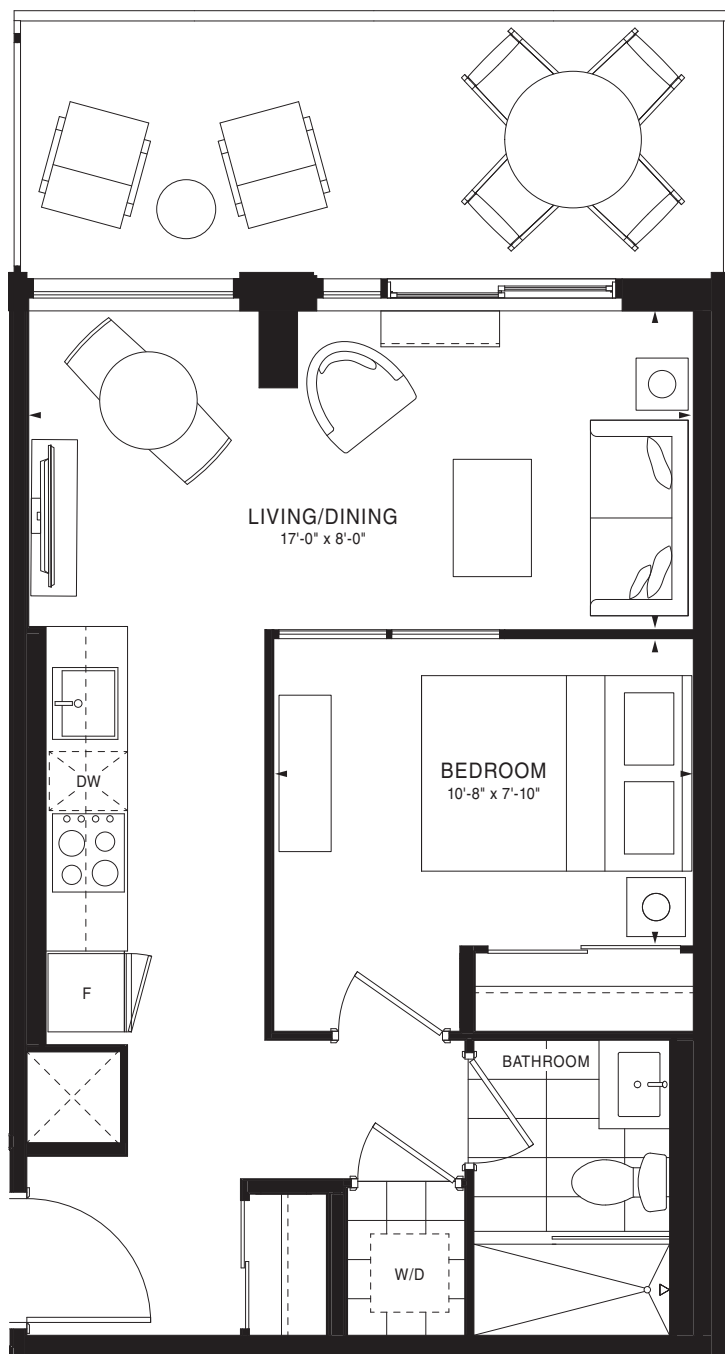 LIVING/DINING
17'-0" x 8'-0"
DW
BEDROOM
10'-8" x 7'-10"
F
BATHROOM
W/D